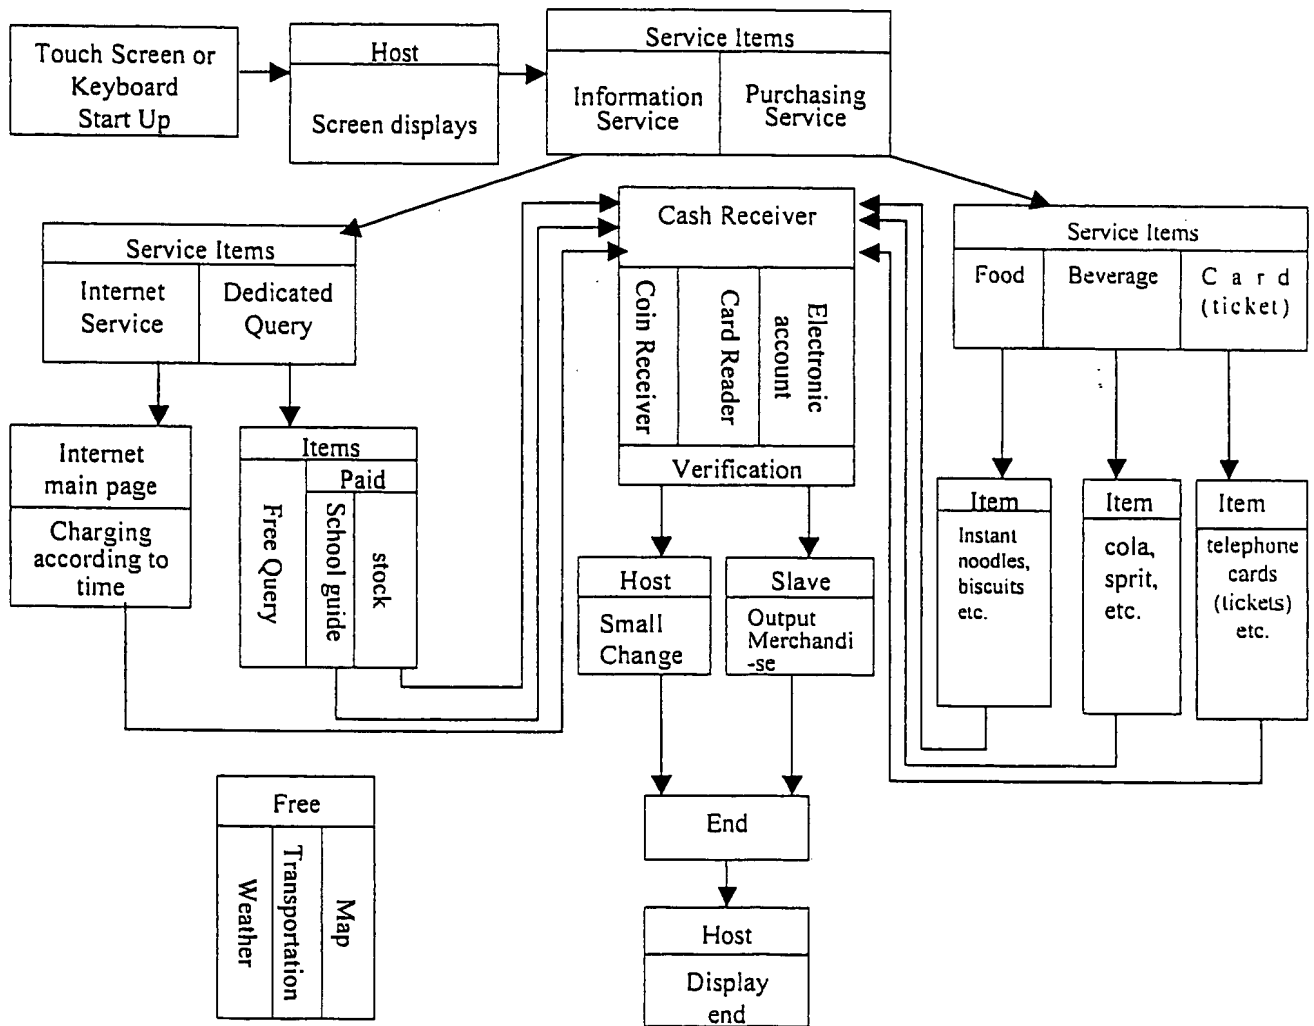 Touch Screen or
Keyboard
Start Up
Host
Screen displays
Service Items
Information
Service
Purchasing
Service
Service Items
Internet
Service
Dedicated
Query
Cash Receiver
Coin Receiver
Card Reader
Electronic
account
Verification
Service Items
Food
Beverage
C a r d
(ticket)
Internet
main page
Charging
according to
time
Items
Free Query
Paid
School guide
stock
Host
Small
Change
Slave
Output
Merchandi
-se
Item
Instant
noodles,
biscuits
etc.
Item
cola,
sprit,
etc.
Item
telephone
cards
(tickets)
etc.
Free
Weather
Transportation
Map
End
Host
Display
end